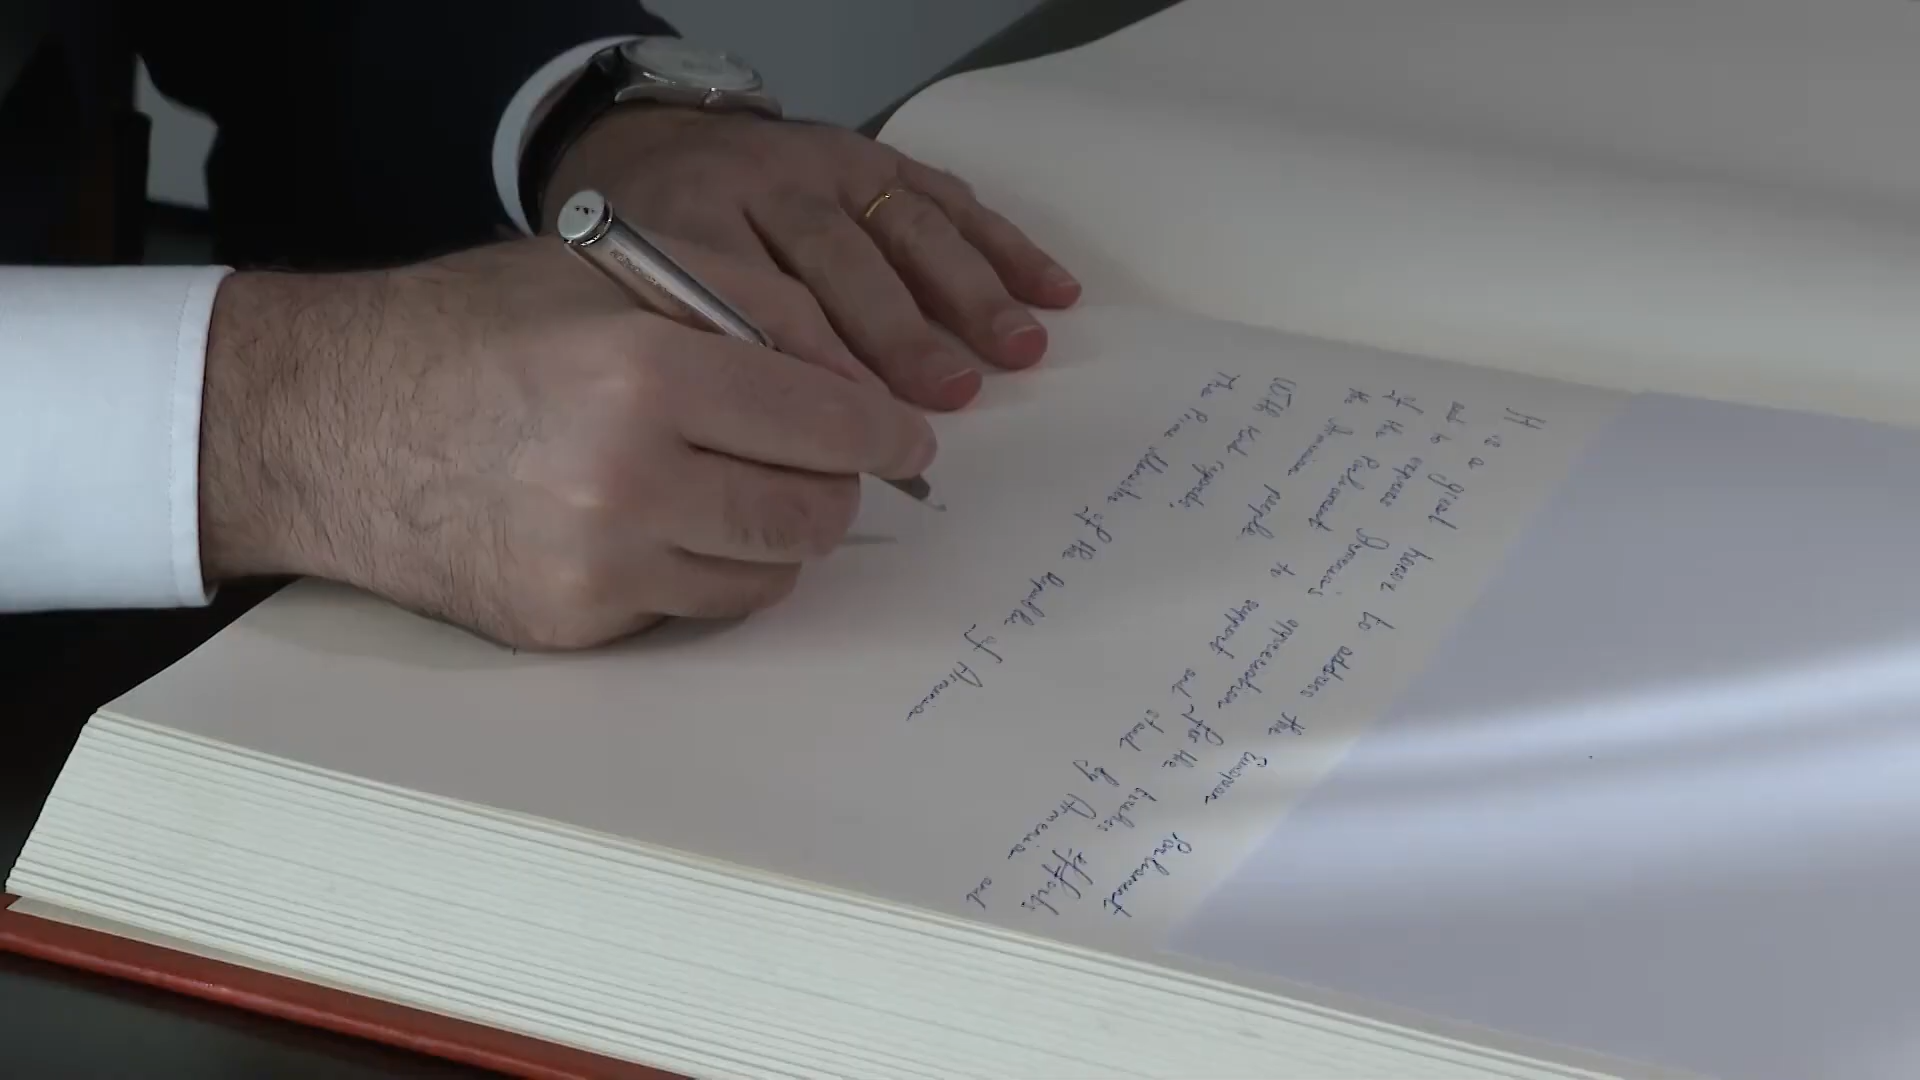 It is a great honor to address the European Parliament
and to express Armenia's appreciation for the tireless efforts
of the Parliament to support and stand by Armenia and
the Armenian people.
With kind regards,
The Prime Minister of the Republic of Armenia